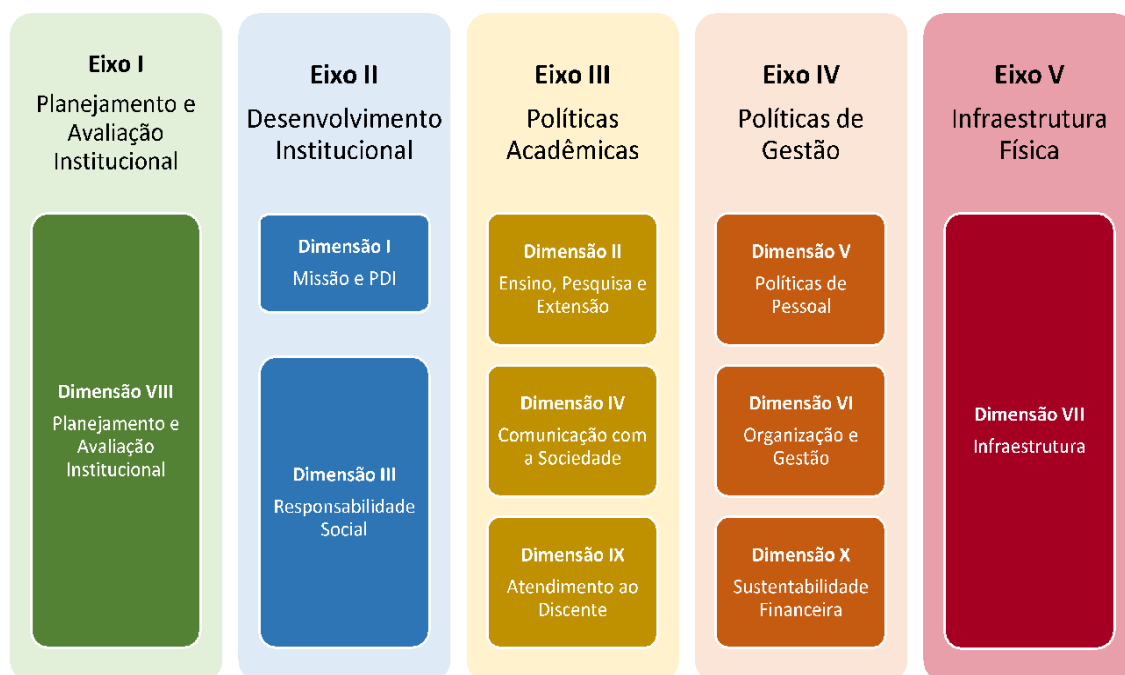 Eixo I
Planejamento e
Avaliação
Institucional
Dimensão VIII
Planejamento e
Avaliação
Institucional
Eixo II
Desenvolvimento
Institucional
Dimensão I
Missão e PDI
Dimensão III
Responsabilidade
Social
Eixo III
Políticas
Acadêmicas
Dimensão II
Ensino, Pesquisa e
Extensão
Dimensão IV
Comunicação com
a Sociedade
Dimensão IX
Atendimento ao
Discente
Eixo IV
Políticas de
Gestão
Dimensão V
Políticas de
Pessoal
Dimensão VI
Organização e
Gestão
Dimensão X
Sustentabilidade
Financeira
Eixo V
Infraestrutura
Física
Dimensão VII
Infraestrutura